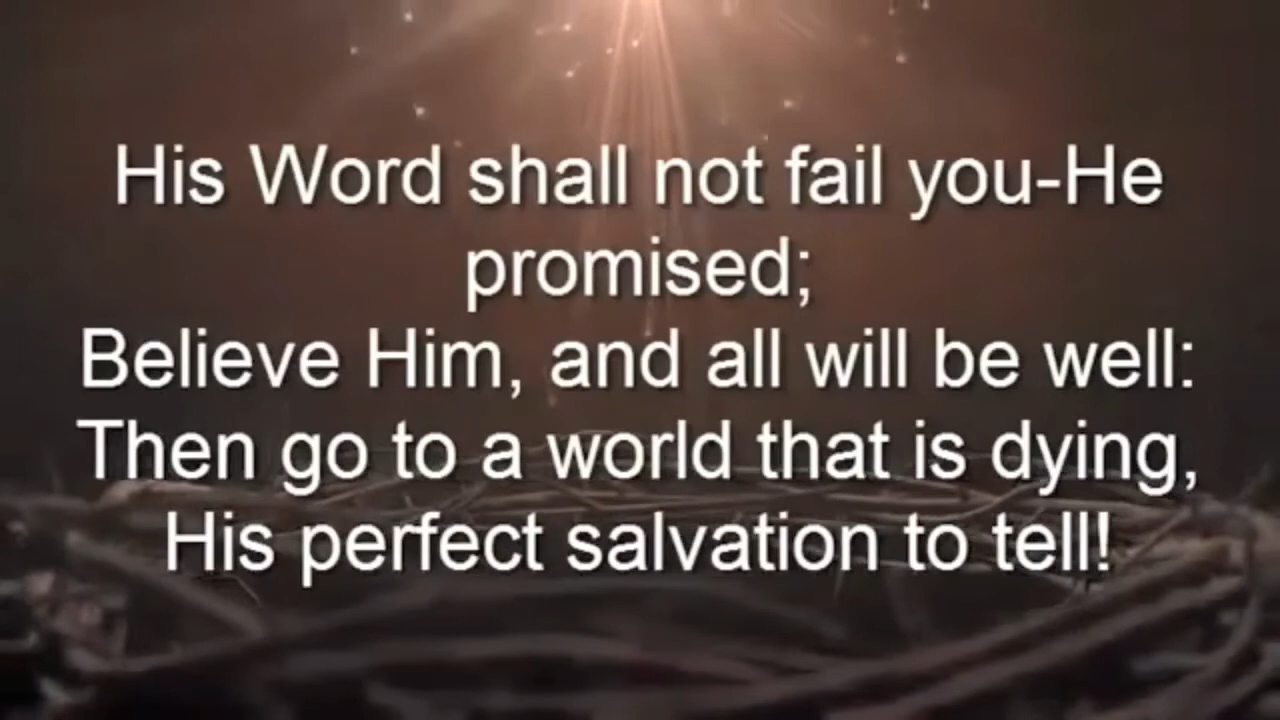 His Word shall not fail you-He
promised;
Believe Him, and all will be well:
Then go to a world that is dying,
His perfect salvation to tell!